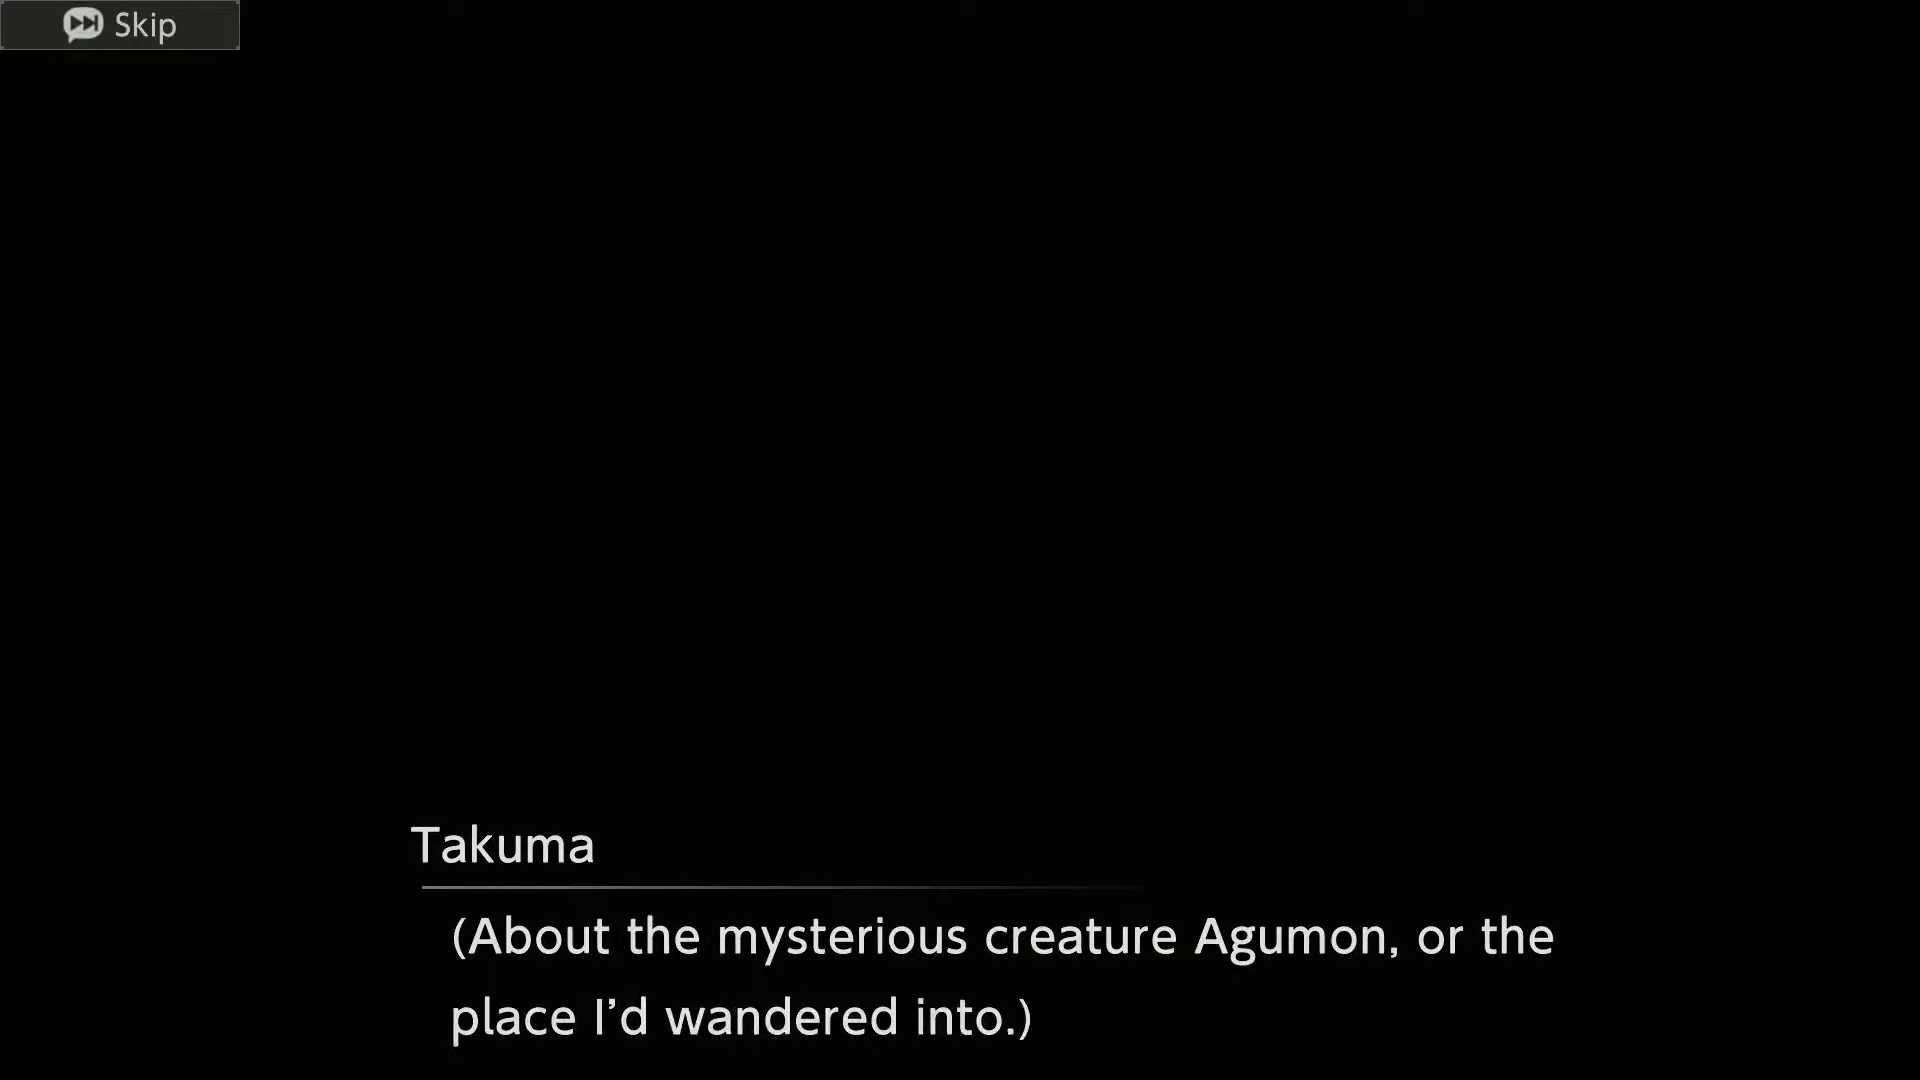 Skip
Takuma
(About the mysterious creature Agumon, or the
place I’d wandered into.)